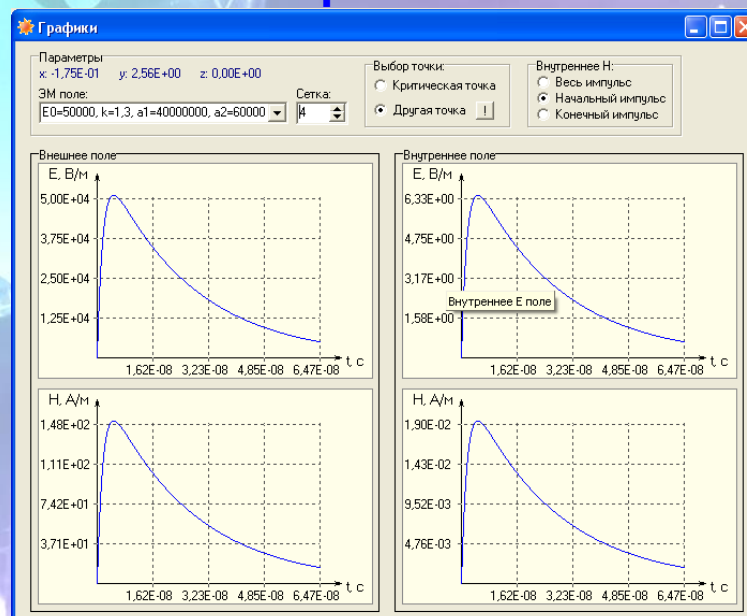 Графики
Параметры
x: -1,75E-01 y: 2,56E+00 z: 0,00E+00
ЭМ поле:
E0=50000, k=1,3, a1=40000000, a2=60000
Сетка:
4
Выбор точки:
Критическая точка
Другая точка !
Внутреннее H:
Весь импульс
Начальный импульс
Конечный импульс
Внешнее поле
E, В/м
5,00E+04
3,75E+04
2,50E+04
1,25E+04
1,62E-08 3,23E-08 4,85E-08 6,47E-08 t, c
H, А/м
1,48E+02
1,11E+02
7,42E+01
3,71E+01
1,62E-08 3,23E-08 4,85E-08 6,47E-08 t, c
Внутреннее поле
E, В/м
6,33E+00
4,75E+00
3,17E+00
Внутреннее E поле
1,58E+00
1,62E-08 3,23E-08 4,85E-08 6,47E-08 t, c
H, А/м
1,90E-02
1,43E-02
9,52E-03
4,76E-03
1,62E-08 3,23E-08 4,85E-08 6,47E-08 t, c